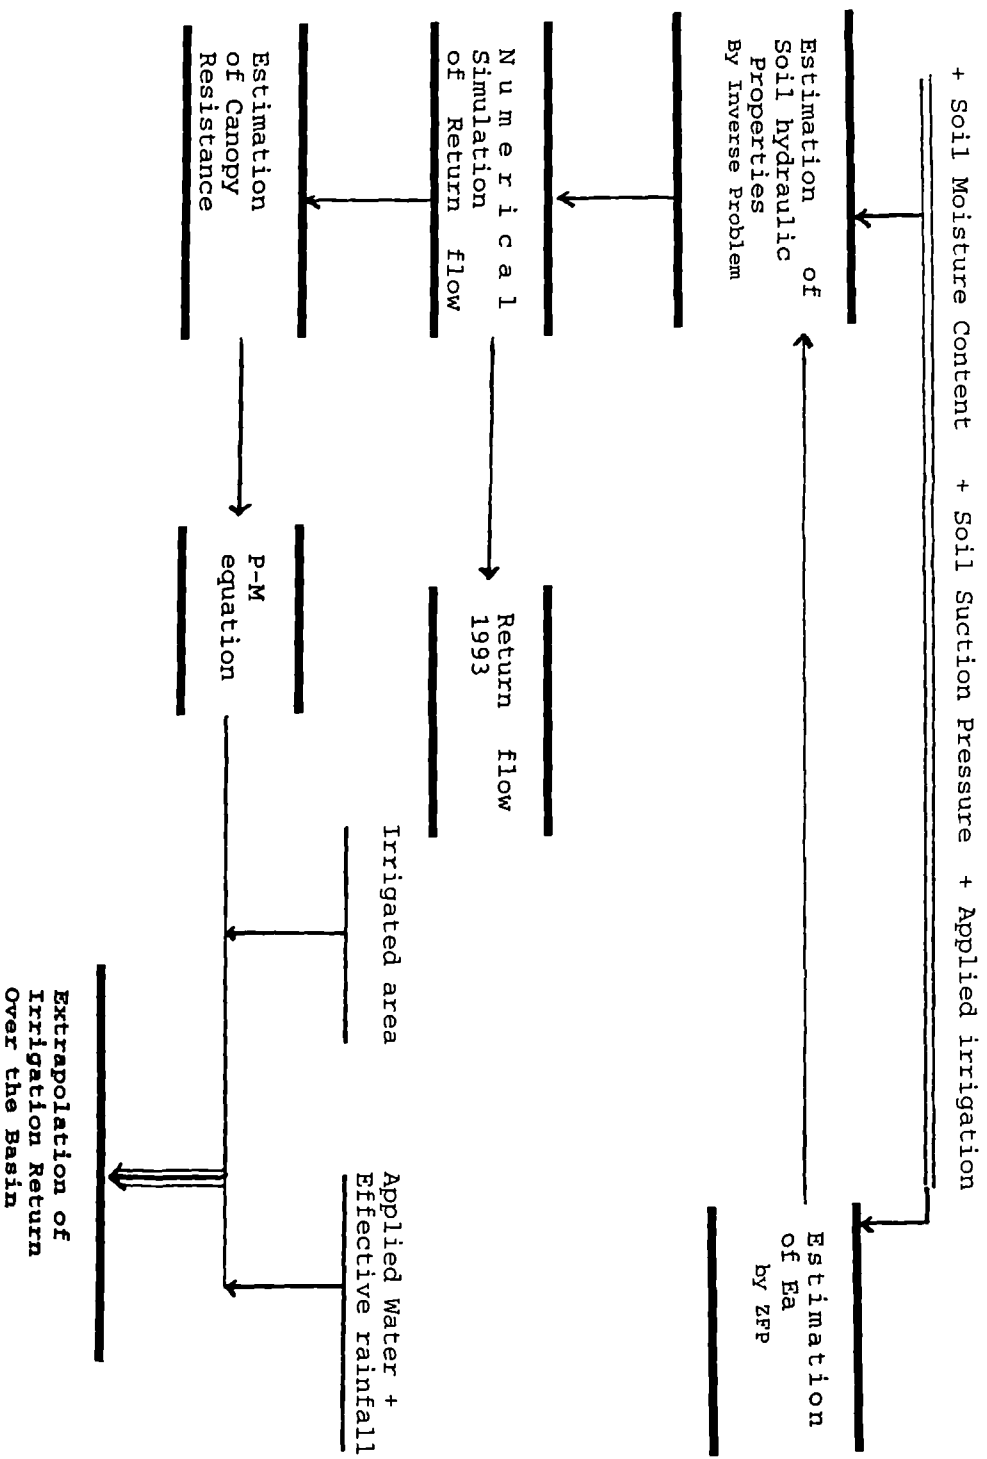 + Soil Moisture Content + Soil Suction Pressure + Applied irrigation
Estimation of
Soil hydraulic
Properties
By Inverse Problem
Estimation
of Ea
by ZFP
Numerical
Simulation
of Return flow
Return flow
1993
Estimation
of Canopy
Resistance
P-M
equation
Irrigated area
Applied Water +
Effective rainfall
Extrapolation of
Irrigation Return
Over the Basin